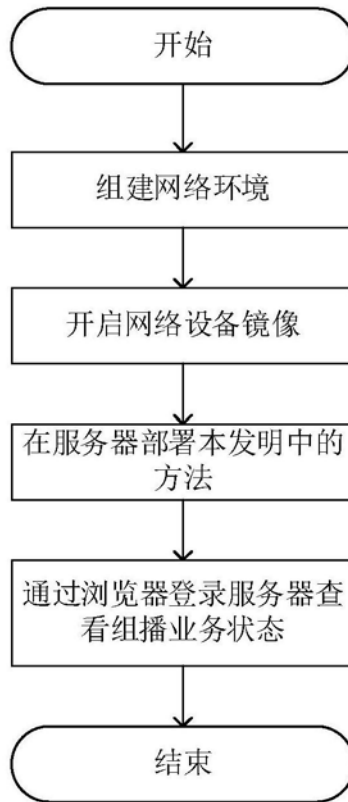 开始
组建网络环境
开启网络设备镜像
在服务器部署本发明中的
方法
通过浏览器登录服务器查
看组播业务状态
结束